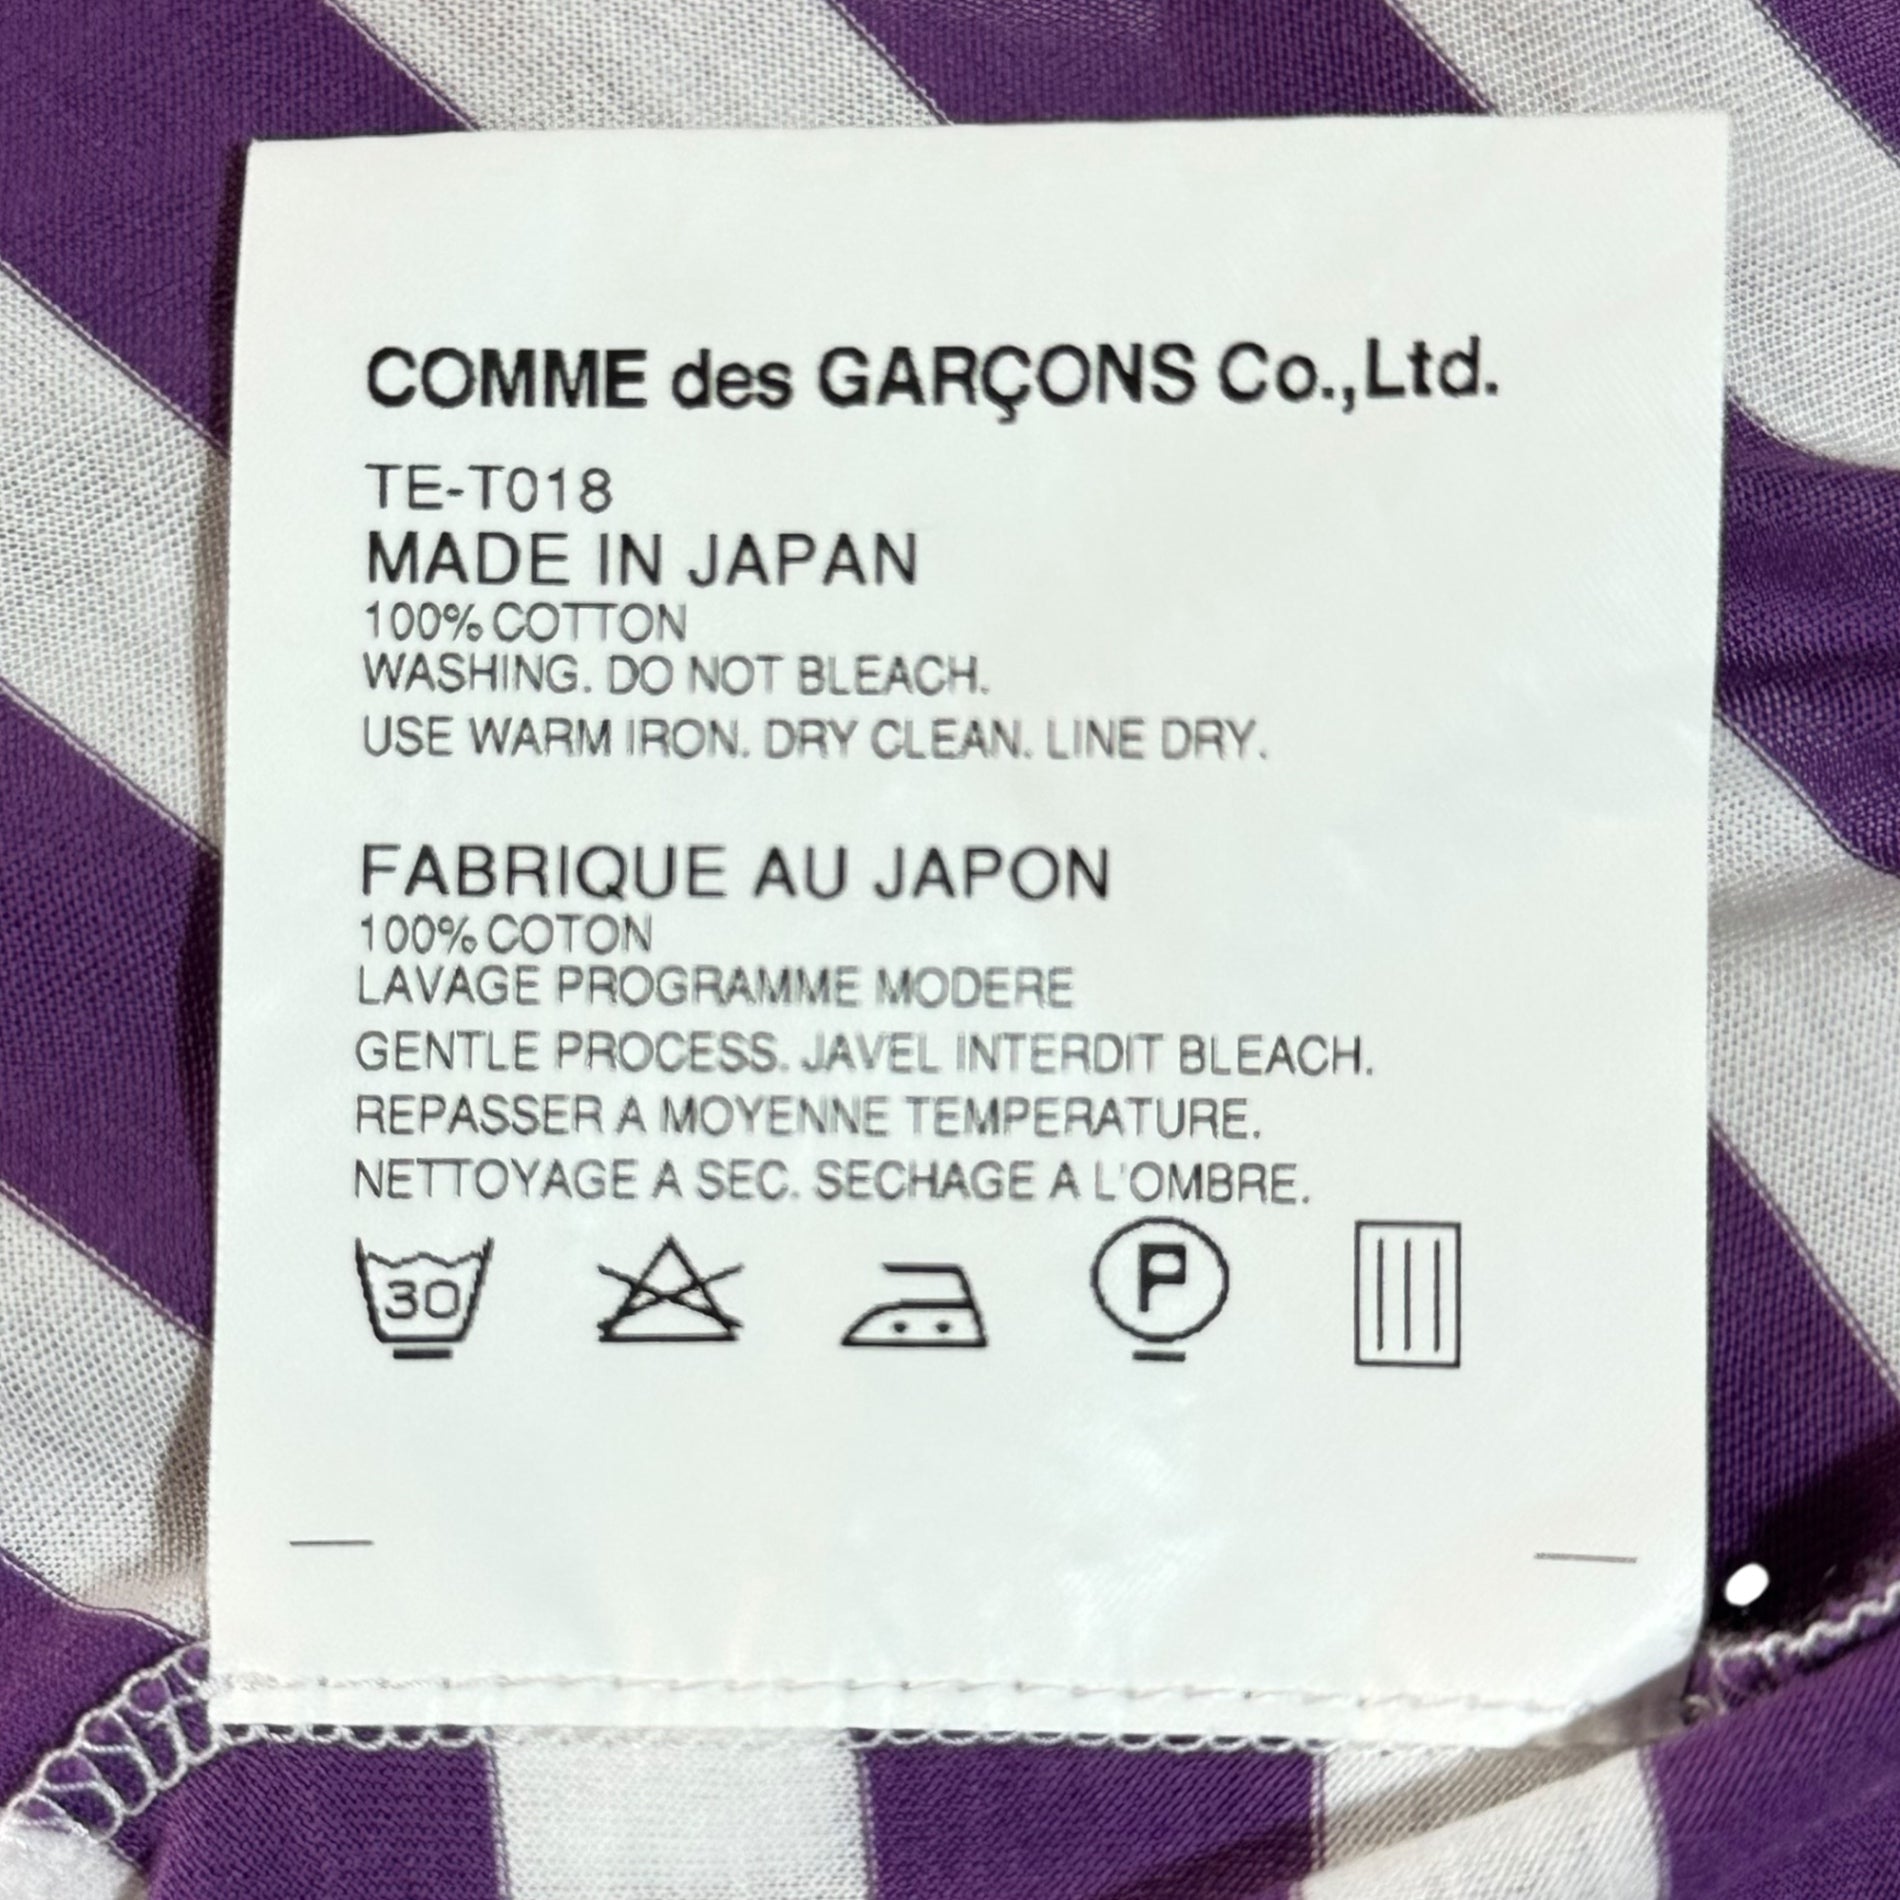 COMME des GARÇONS Co.,Ltd.
TE-T018
MADE IN JAPAN
100% COTTON
WASHING. DO NOT BLEACH.
USE WARM IRON. DRY CLEAN. LINE DRY.
FABRIQUE AU JAPON
100% COTON
LAVAGE PROGRAMME MODERE
GENTLE PROCESS. JAVEL INTERDIT BLEACH.
REPASSER A MOYENNE TEMPERATURE.
NETTOYAGE A SEC. SECHAGE A L'OMBRE.
30 P